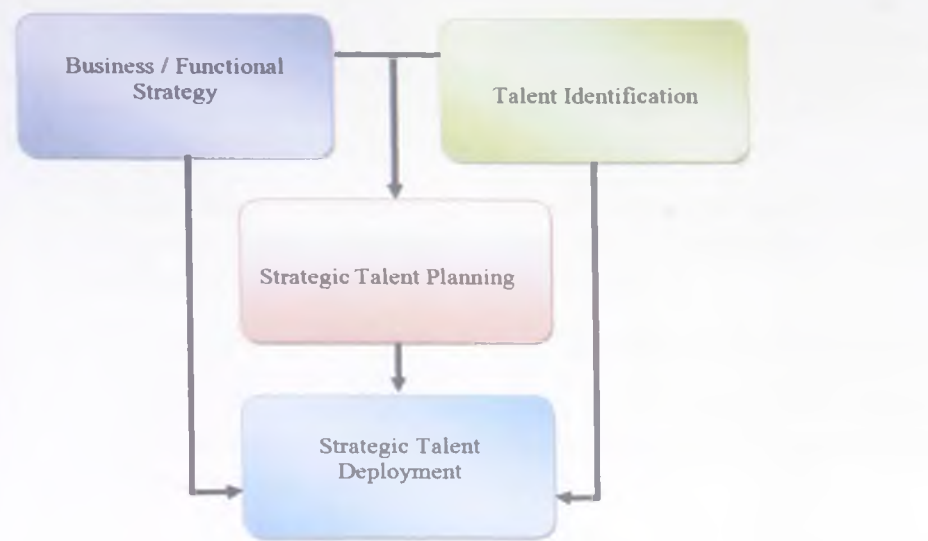 Business / Functional
Strategy
Talent Identification
Strategic Talent Planning
Strategic Talent
Deployment